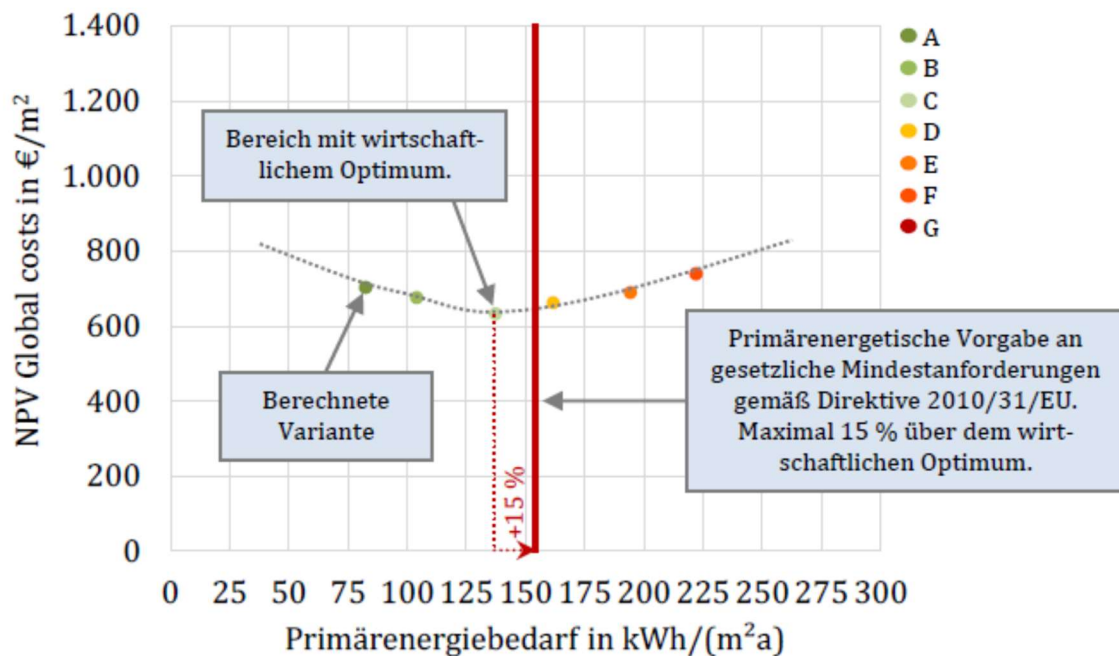 NPV Global costs in €/m²
1.400
1.200
1.000
800
600
400
200
0
0 25 50 75 100 125 150 175 200 225 250 275 300
Primärenergiebedarf in kWh/(m²a)
Bereich mit wirtschaft-
lichem Optimum.
Berechnete
Variante
+15 %
Primärenergetische Vorgabe an
gesetzliche Mindestanforderungen
gemäß Direktive 2010/31/EU.
Maximal 15 % über dem wirt-
schaftlichen Optimum.
A
B
C
D
E
F
G